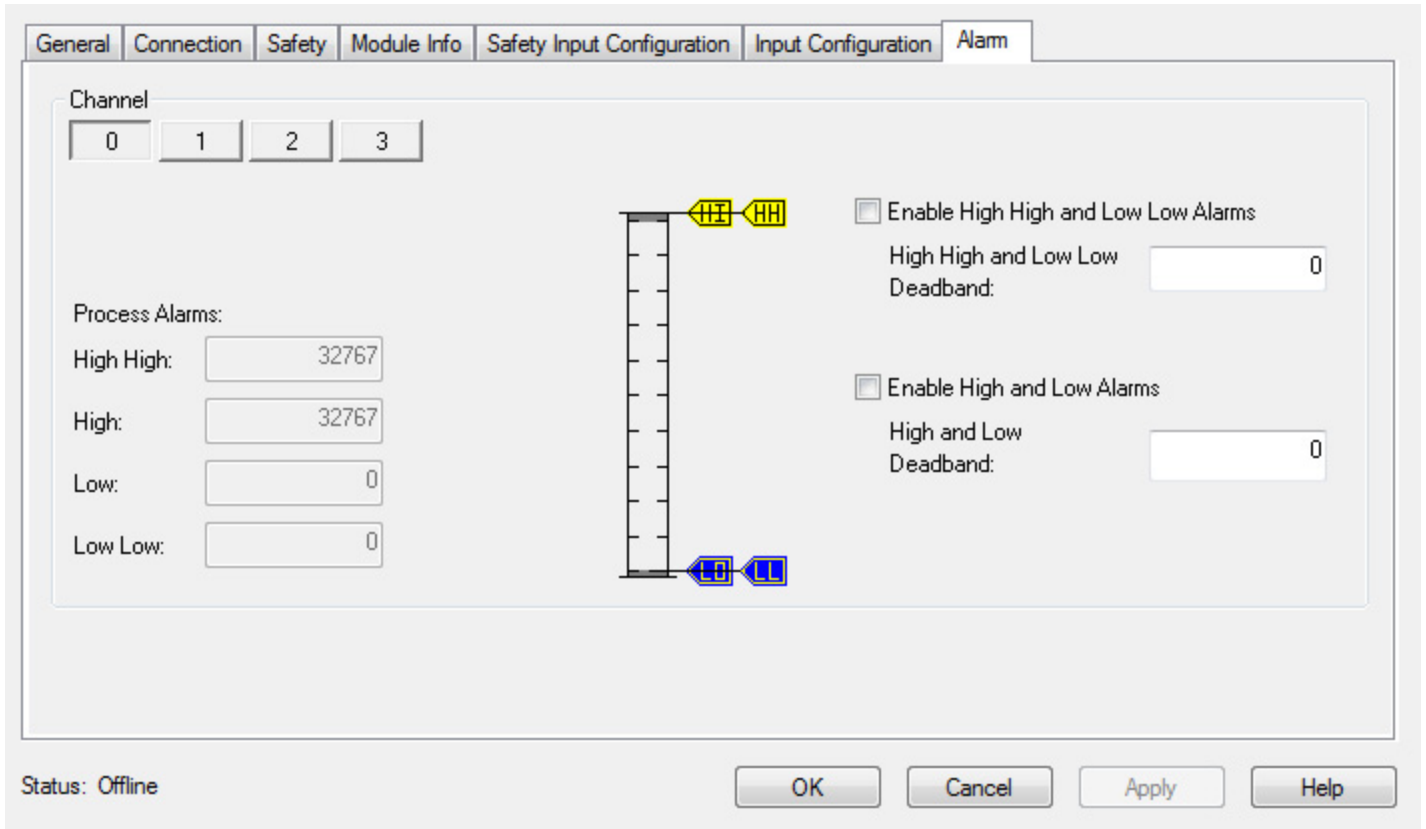 General Connection Safety Module Info Safety Input Configuration Input Configuration Alarm
Channel
0 1 2 3
HI HH
Enable High High and Low Low Alarms
High High and Low Low
Deadband:
0
Process Alarms:
High High: 32767
High: 32767
Low: 0
Low Low: 0
Enable High and Low Alarms
High and Low
Deadband:
0
LO LL
Status: Offline
OK Cancel Apply Help